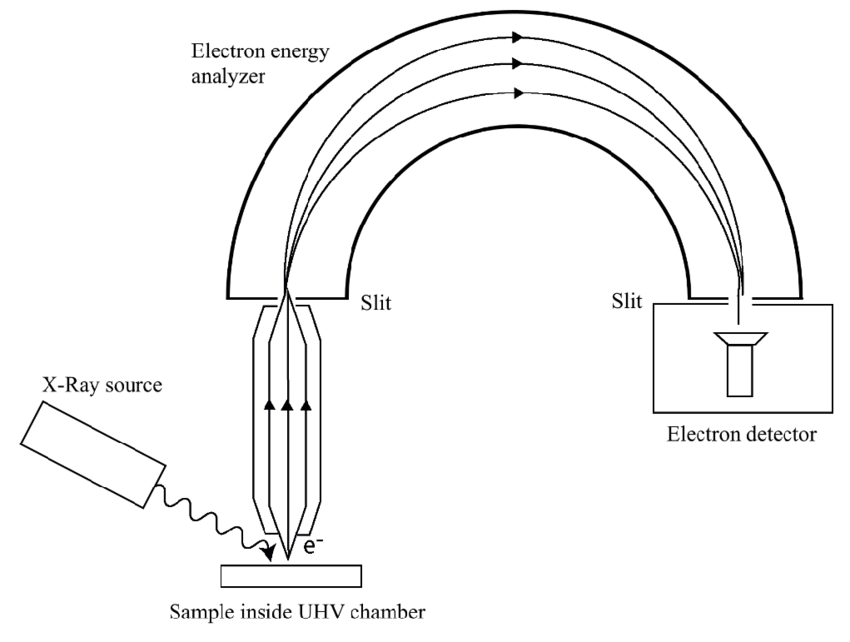 Electron energy
analyzer
Slit
Slit
X-Ray source
Electron detector
e⁻
Sample inside UHV chamber